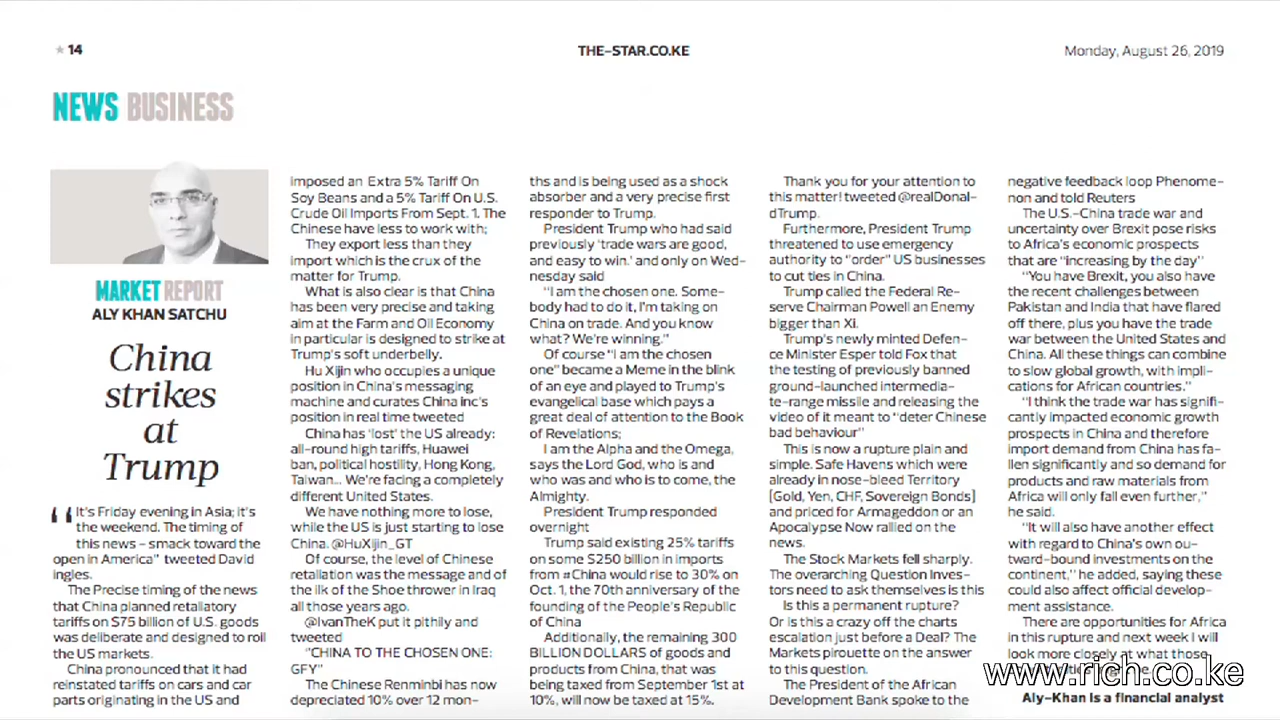 ★ 14
THE-STAR.CO.KE
Monday, August 26, 2019
NEWS BUSINESS
MARKET REPORT
ALY KHAN SATCHU
China
strikes
at
Trump
“It's Friday evening in Asia; it's
the weekend. The timing of
this news – smack toward the
open in America” tweeted David
Ingles.
The Precise timing of the news
that China planned retaliatory
tariffs on $75 billion of U.S. goods
was deliberate and designed to roil
the US markets.
China pronounced that it had
reinstated tariffs on cars and car
parts originating in the US and
imposed an Extra 5% Tariff On
Soy Beans and a 5% Tariff On U.S.
Crude Oil Imports From Sept. 1. The
Chinese have less to work with;
They export less than they
import which is the crux of the
matter for Trump.
What is also clear is that China
has been very precise and taking
aim at the Farm and Oil Economy
in particular is designed to strike at
Trump's soft underbelly.
Hu Xijin who occupies a unique
position in China's messaging
machine and curates China Inc's
position in real time tweeted
China has 'lost' the US already:
all-round high tariffs, Huawei
ban, political hostility, Hong Kong,
Taiwan... We're facing a completely
different United States.
We have nothing more to lose,
while the US is just starting to lose
China. @HuXijin_GT
Of course, the level of Chinese
retaliation was the message and of
the ilk of the Shoe thrower in Iraq
all those years ago.
@IvanTheK put it pithily and
tweeted
“CHINA TO THE CHOSEN ONE:
GFY”
The Chinese Renminbi has now
depreciated 10% over 12 mon-
ths and is being used as a shock
absorber and a very precise first
responder to Trump.
President Trump who had said
previously ‘trade wars are good,
and easy to win.’ and only on Wed-
nesday said
“I am the chosen one. Some-
body had to do it, I'm taking on
China on trade. And you know
what? We're winning.”
Of course “I am the chosen
one” became a Meme in the blink
of an eye and played to Trump's
evangelical base which pays a
great deal of attention to the Book
of Revelations;
I am the Alpha and the Omega,
says the Lord God, who is and
who was and who is to come, the
Almighty.
President Trump responded
overnight
Trump said existing 25% tariffs
on some $250 billion in imports
from #China would rise to 30% on
Oct. 1, the 70th anniversary of the
founding of the People's Republic
of China
Additionally, the remaining 300
BILLION DOLLARS of goods and
products from China, that was
being taxed from September 1st at
10%, will now be taxed at 15%.
Thank you for your attention to
this matter! tweeted @realDonal-
dTrump.
Furthermore, President Trump
threatened to use emergency
authority to “order” US businesses
to cut ties in China.
Trump called the Federal Re-
serve Chairman Powell an Enemy
bigger than Xi.
Trump's newly minted Defen-
ce Minister Esper told Fox that
the testing of previously banned
ground-launched intermedia-
te-range missile and releasing the
video of it meant to “deter Chinese
bad behaviour”
This is now a rupture plain and
simple. Safe Havens which were
already in nose-bleed Territory
[Gold, Yen, CHF, Sovereign Bonds]
and priced for Armageddon or an
Apocalypse Now rallied on the
news.
The Stock Markets fell sharply.
The overarching Question Inves-
tors need to ask themselves is this
Is this a permanent rupture?
Or is this a crazy off the charts
escalation just before a Deal? The
Markets pirouette on the answer
to this question.
The President of the African
Development Bank spoke to the
negative feedback loop Phenome-
non and told Reuters
The U.S.-China trade war and
uncertainty over Brexit pose risks
to Africa's economic prospects
that are “increasing by the day”
“You have Brexit, you also have
the recent challenges between
Pakistan and India that have flared
off there, plus you have the trade
war between the United States and
China. All these things can combine
to slow global growth, with impli-
cations for African countries.”
“I think the trade war has signifi-
cantly impacted economic growth
prospects in China and therefore
import demand from China has fa-
llen significantly and so demand for
products and raw materials from
Africa will only fall even further,”
he said.
“It will also have another effect
with regard to China's own ou-
tward-bound investments on the
continent,” he added, saying these
could also affect official develop-
ment assistance.
There are opportunities for Africa
in this rupture and next week I will
look more closely at what those
www.rich.co.ke
Aly-Khan is a financial analyst